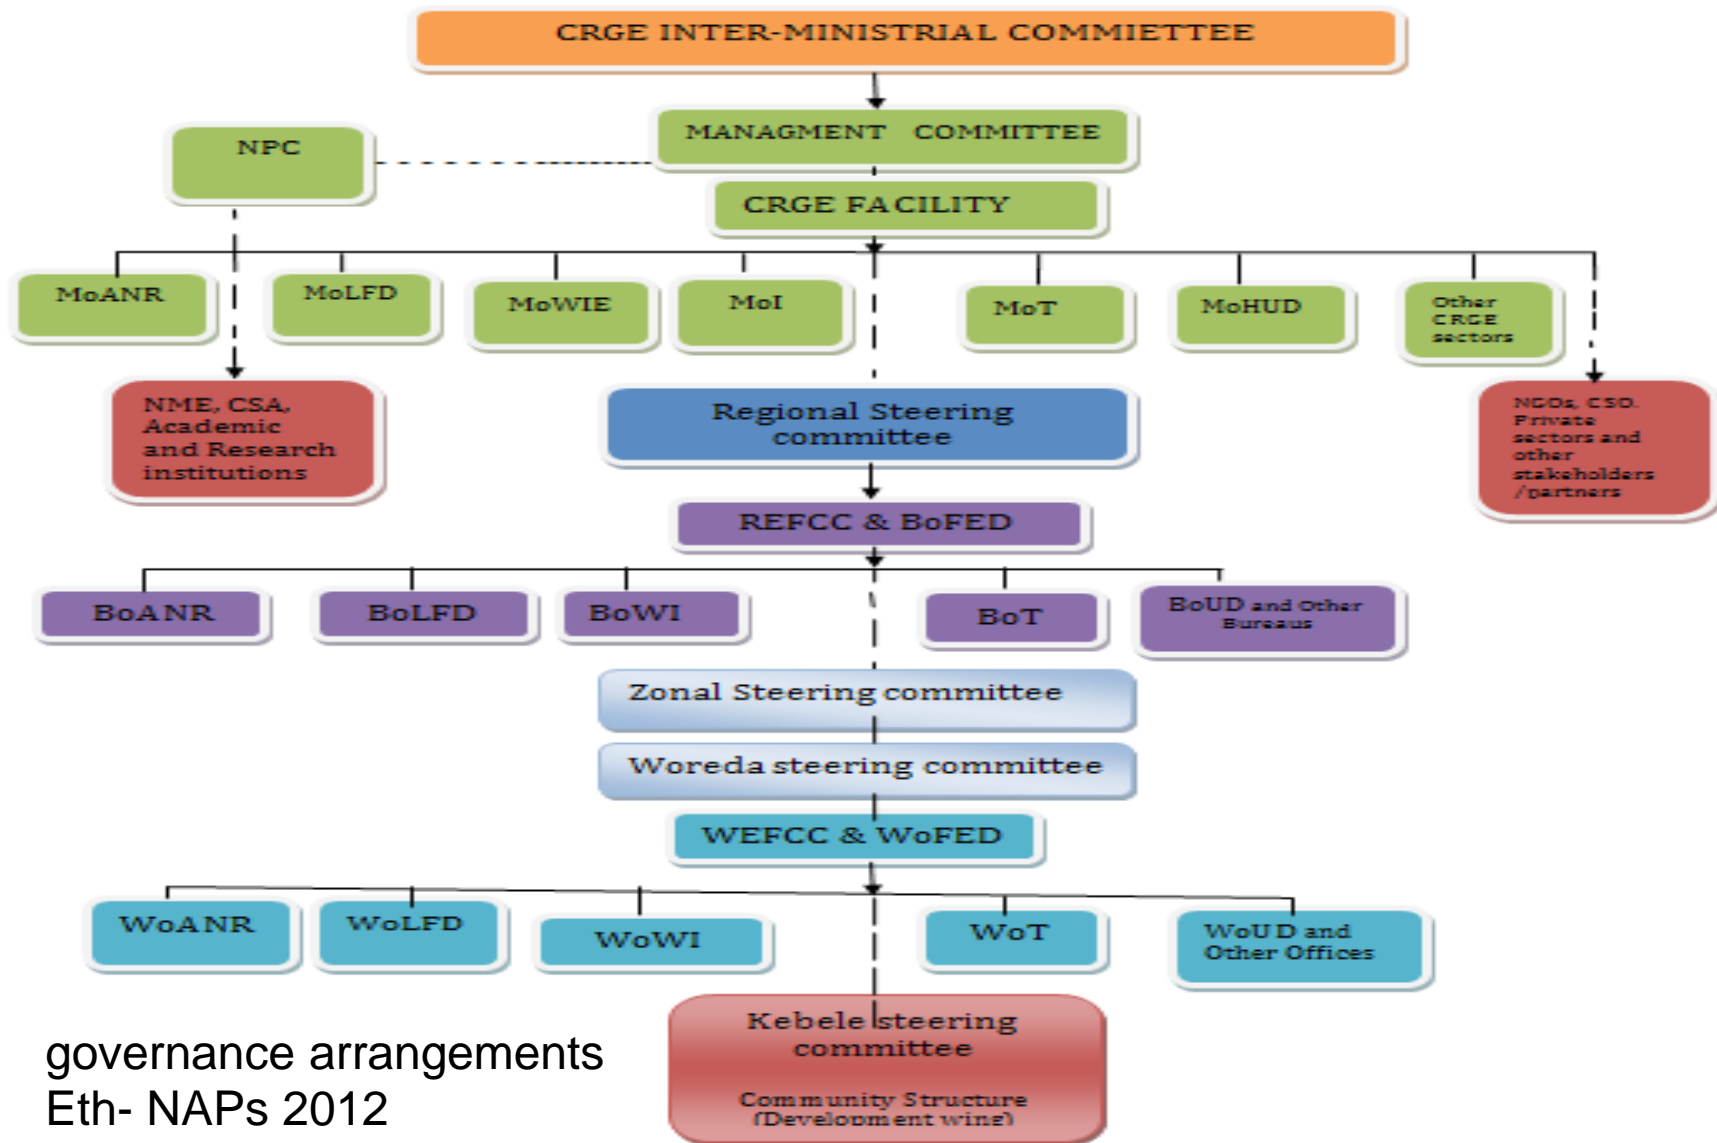 CRGE INTER-MINISTRIAL COMMIETTEE
NPC
MANAGMENT COMMITTEE
CRGE FACILITY
MoANR
MoLFD
MoWIE
MoI
MoT
MoHUD
Other
CRGE
sectors
NME, CSA,
Academic
and Research
institutions
Regional Steering
committee
NGOs, CSO.
Private
sectors and
other
stakeholders
/partners
REFCC & BoFED
BoANR
BoLFD
BoWI
BoT
BoUD and Other
Bureaus
Zonal Steering committee
Woreda steering committee
WEFCC & WoFED
WoANR
WoLFD
WoWI
WoT
WoUD and
Other Offices
Kebele steering
committee
Community Structure
(Development wing)
governance arrangements
Eth- NAPs 2012